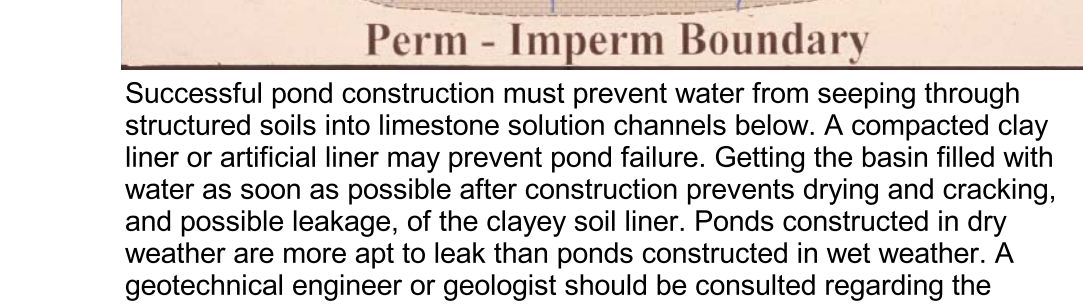 Perm - Imperm Boundary
Successful pond construction must prevent water from seeping through
structured soils into limestone solution channels below. A compacted clay
liner or artificial liner may prevent pond failure. Getting the basin filled with
water as soon as possible after construction prevents drying and cracking,
and possible leakage, of the clayey soil liner. Ponds constructed in dry
weather are more apt to leak than ponds constructed in wet weather. A
geotechnical engineer or geologist should be consulted regarding the